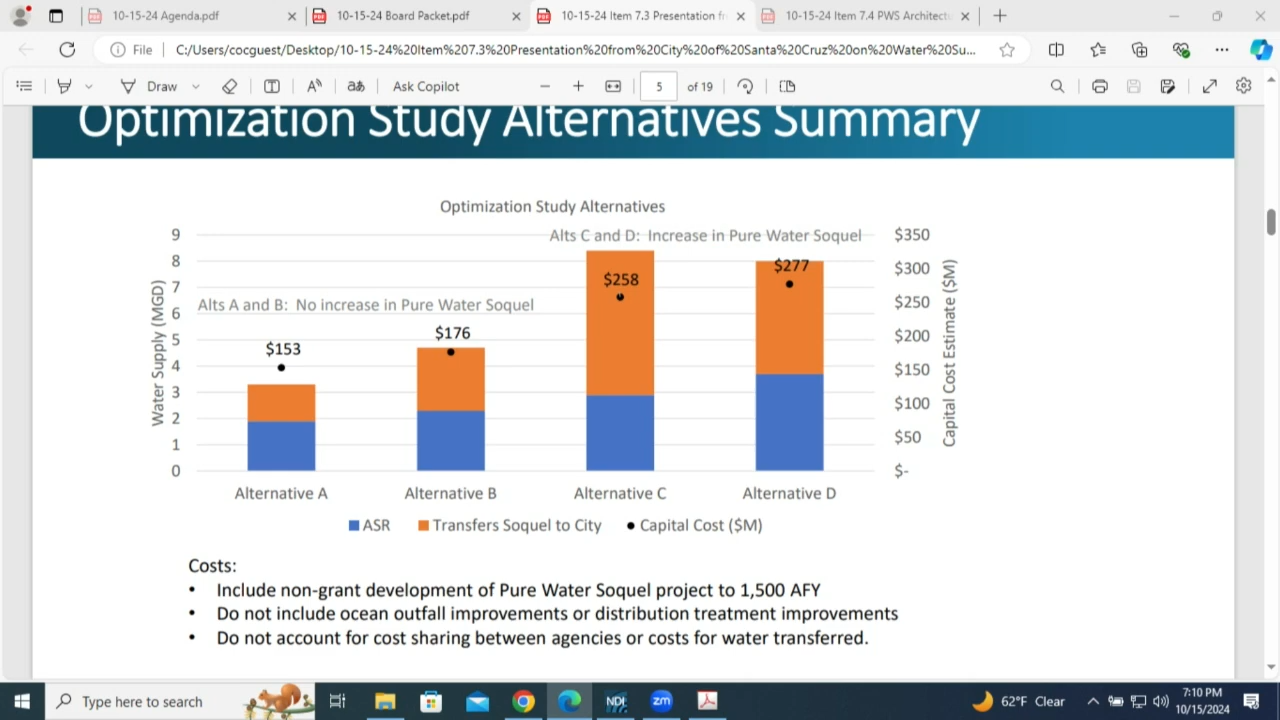 10-15-24 Agenda.pdf
10-15-24 Board Packet.pdf
10-15-24 Item 7.3 Presentation fr
10-15-24 Item 7.4 PWS Architectu
File
C:/Users/cocguest/Desktop/10-15-24%20Item%207.3%20Presentation%20from%20City%20of%20Santa%20Cruz%20on%20Water%20Su...
Draw
aあ
Ask Copilot
5 of 19
Optimization Study Alternatives Summary
Optimization Study Alternatives
Alts C and D: Increase in Pure Water Soquel
Alts A and B: No increase in Pure Water Soquel
Water Supply (MGD)
9
8
7
6
5
4
3
2
1
0
$153
$176
$258
$277
$350
$300
$250
$200
$150
$100
$50
$-
Capital Cost Estimate ($M)
Alternative A
Alternative B
Alternative C
Alternative D
ASR
Transfers Soquel to City
Capital Cost ($M)
Costs:
• Include non-grant development of Pure Water Soquel project to 1,500 AFY
• Do not include ocean outfall improvements or distribution treatment improvements
• Do not account for cost sharing between agencies or costs for water transferred.
Type here to search
NDI
zm
62°F Clear
7:10 PM
10/15/2024